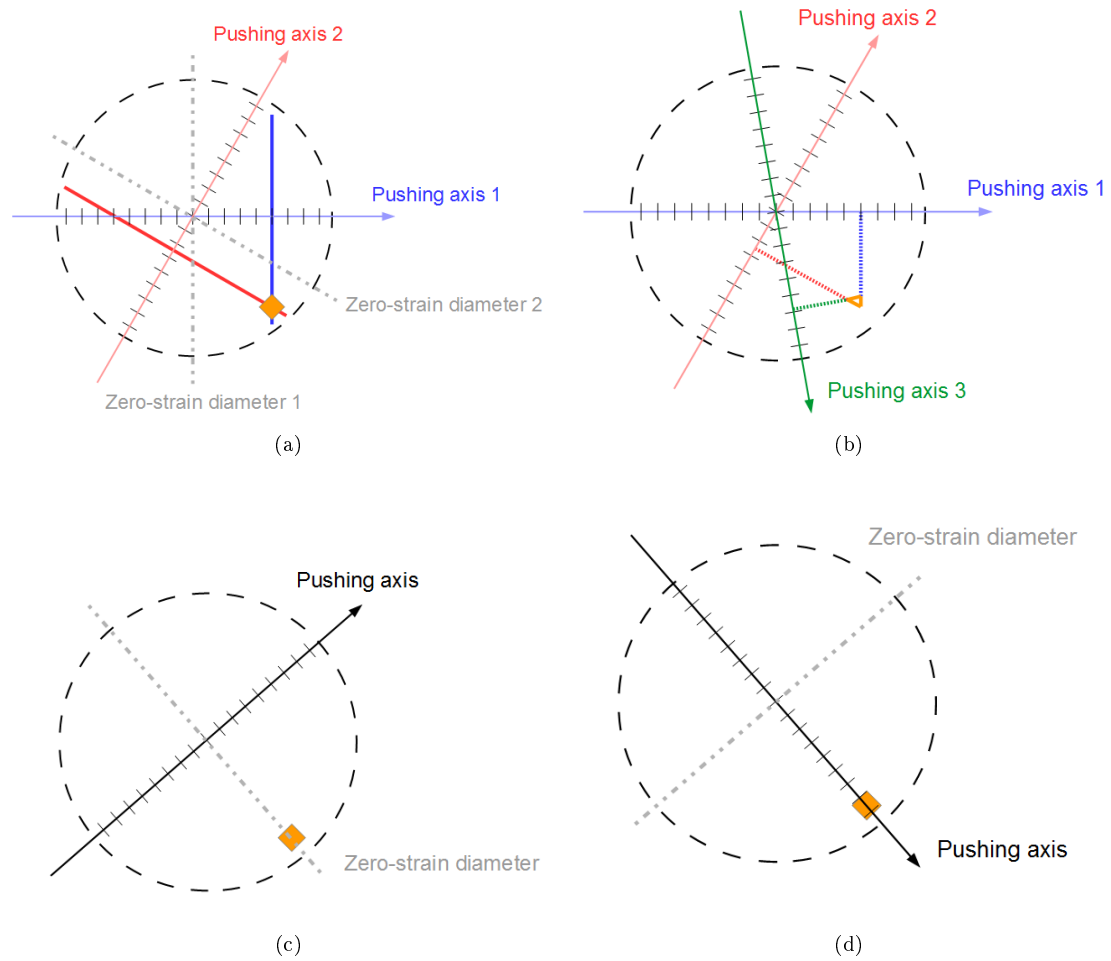 Pushing axis 2
Pushing axis 1
Zero-strain diameter 2
Zero-strain diameter 1
(a)
Pushing axis 2
Pushing axis 1
Pushing axis 3
(b)
Pushing axis
Zero-strain diameter
(c)
Zero-strain diameter
Pushing axis
(d)